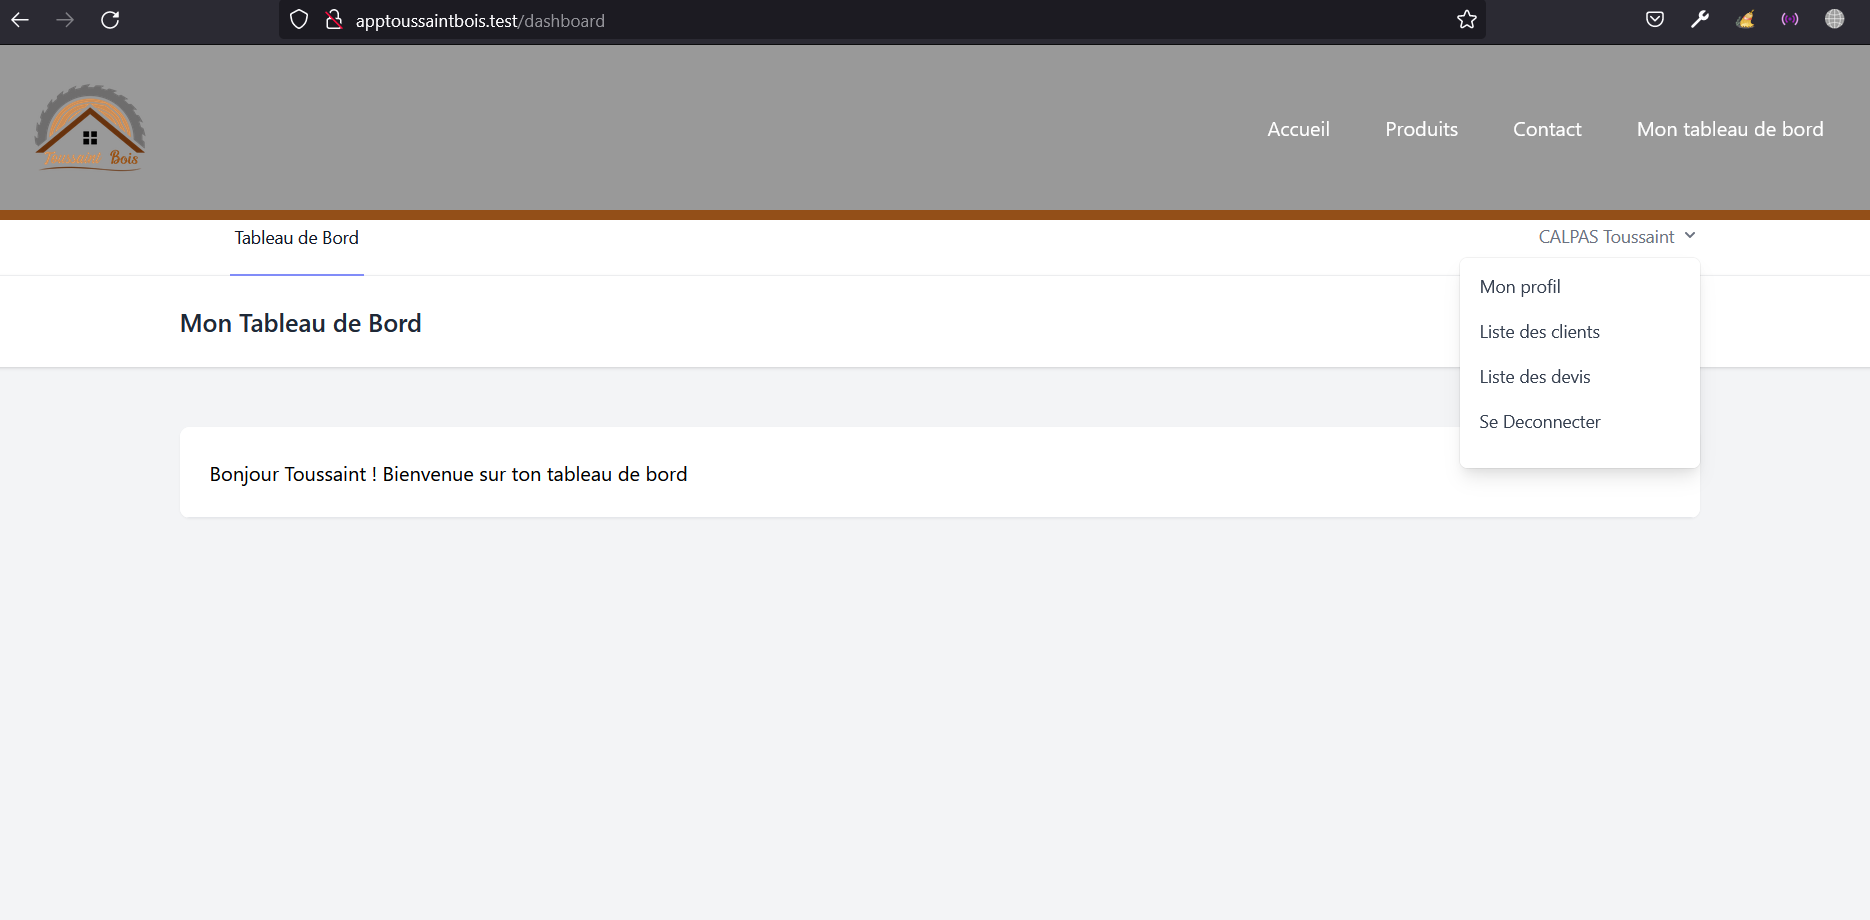 apptoussaintbois.test/dashboard
Toussaint Bois
Accueil Produits Contact Mon tableau de bord
Tableau de Bord
CALPAS Toussaint
Mon profil
Liste des clients
Liste des devis
Se Deconnecter
Mon Tableau de Bord
Bonjour Toussaint ! Bienvenue sur ton tableau de bord